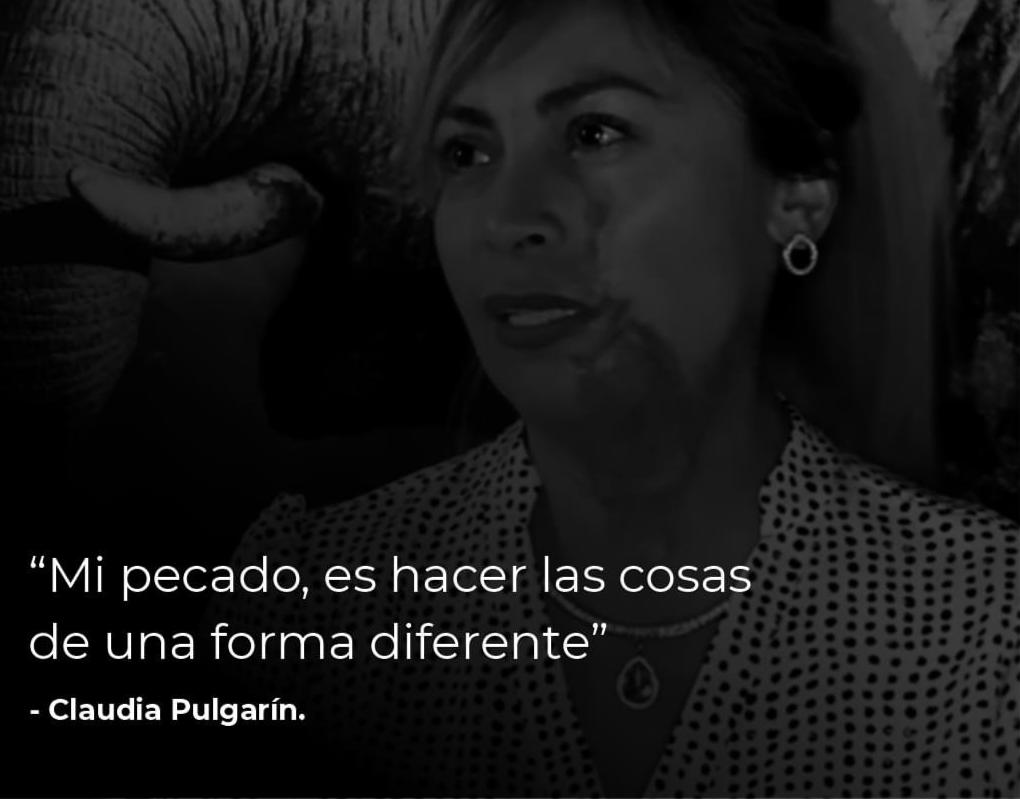 “Mi pecado, es hacer las cosas
de una forma diferente”
- Claudia Pulgarín.